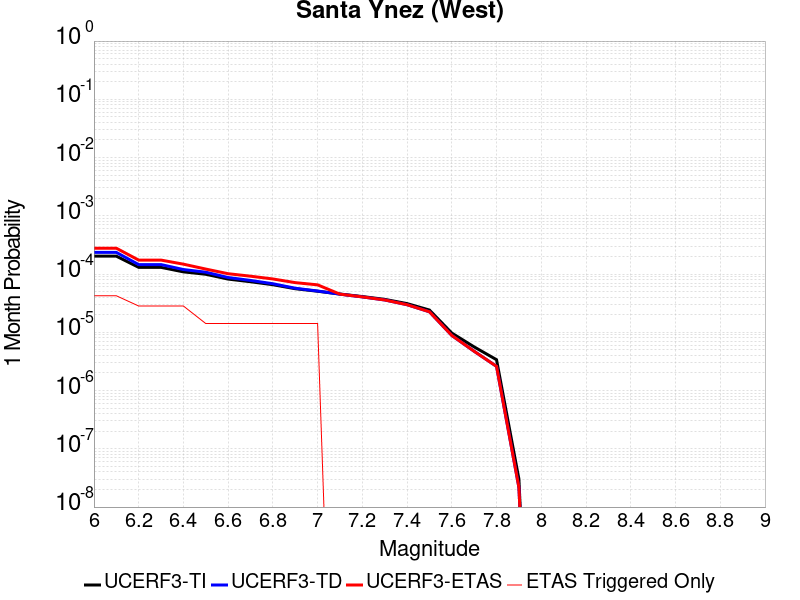 Santa Ynez (West)
10^0
10^-1
10^-2
10^-3
10^-4
10^-5
10^-6
10^-7
10^-8
1 Month Probability
6 6.2 6.4 6.6 6.8 7 7.2 7.4 7.6 7.8 8 8.2 8.4 8.6 8.8 9
Magnitude
UCERF3-TI UCERF3-TD UCERF3-ETAS ETAS Triggered Only